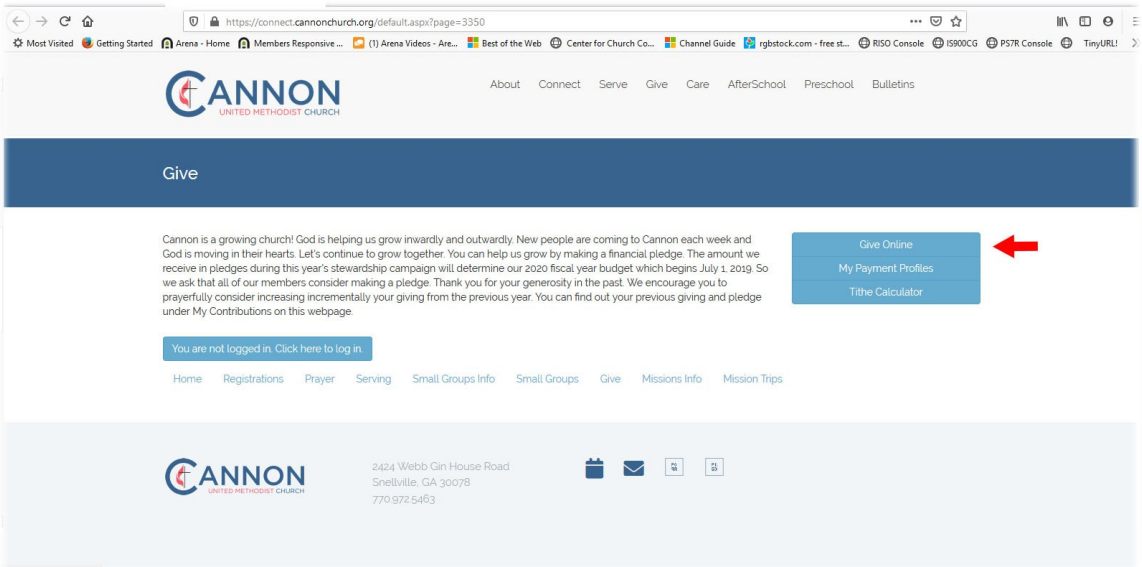 https://connect.cannonchurch.org/default.aspx?page=3350
Most Visited Getting Started Arena - Home Members Responsive ... (1) Arena Videos - Are... Best of the Web Center for Church Co... Channel Guide rgbstock.com - free st... RISO Console IS900CG PS7R Console TinyURL!
CANNON
UNITED METHODIST CHURCH
About Connect Serve Give Care AfterSchool Preschool Bulletins
Give
Cannon is a growing church! God is helping us grow inwardly and outwardly. New people are coming to Cannon each week and
God is moving in their hearts. Let's continue to grow together. You can help us grow by making a financial pledge. The amount we
receive in pledges during this year's stewardship campaign will determine our 2020 fiscal year budget which begins July 1, 2019. So
we ask that all of our members consider making a pledge. Thank you for your generosity in the past. We encourage you to
prayerfully consider increasing incrementally your giving from the previous year. You can find out your previous giving and pledge
under My Contributions on this webpage.
Give Online
My Payment Profiles
Tithe Calculator
You are not logged in. Click here to log in.
Home Registrations Prayer Serving Small Groups Info Small Groups Give Missions Info Mission Trips
CANNON
UNITED METHODIST CHURCH
2424 Webb Gin House Road
Snellville, GA 30078
770.972.5463